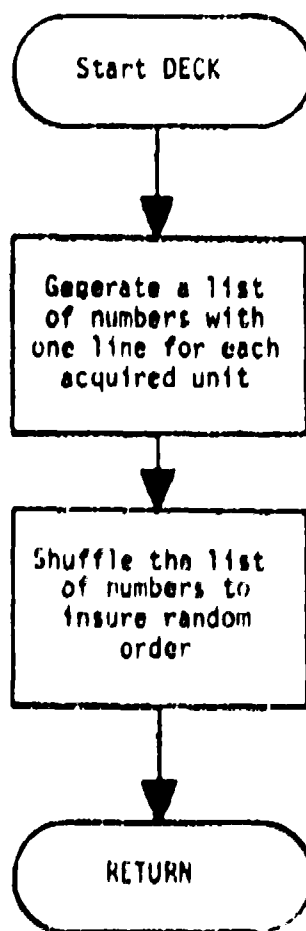 Start DECK
Generate a list
of numbers with
one line for each
acquired unit
Shuffle the list
of numbers to
insure random
order
RETURN